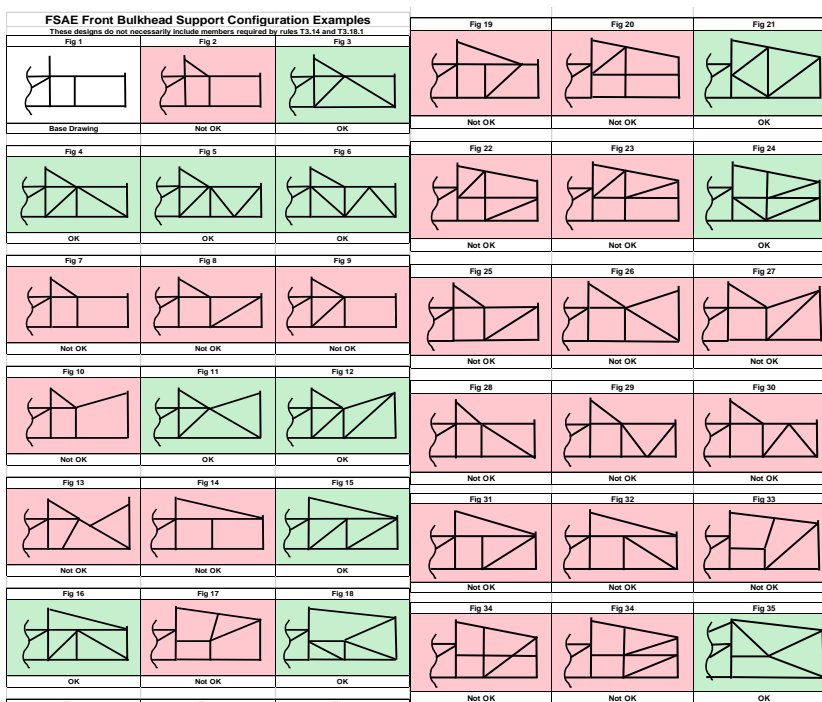 FSAE Front Bulkhead Support Configuration Examples
These designs do not necessarily include members required by rules T3.14 and T3.18.1
Fig 1 Fig 2 Fig 3
Base Drawing Not OK OK
Fig 4 Fig 5 Fig 6
OK OK OK
Fig 7 Fig 8 Fig 9
Not OK Not OK Not OK
Fig 10 Fig 11 Fig 12
Not OK OK OK
Fig 13 Fig 14 Fig 15
Not OK Not OK OK
Fig 16 Fig 17 Fig 18
OK Not OK OK
Fig 19 Fig 20 Fig 21
Not OK Not OK OK
Fig 22 Fig 23 Fig 24
Not OK Not OK OK
Fig 25 Fig 26 Fig 27
Not OK Not OK Not OK
Fig 28 Fig 29 Fig 30
Not OK Not OK Not OK
Fig 31 Fig 32 Fig 33
Not OK Not OK Not OK
Fig 34 Fig 34 Fig 35
Not OK Not OK OK